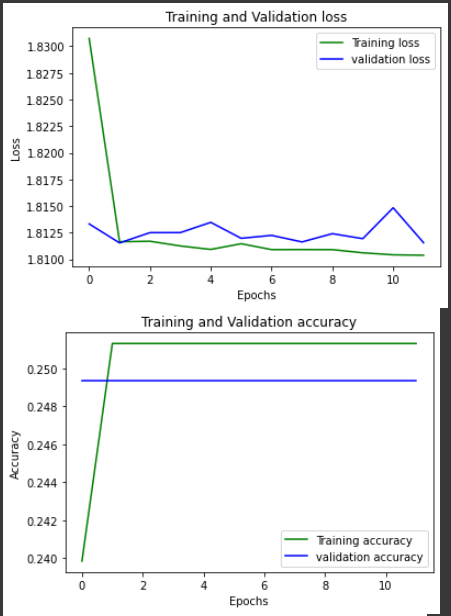 Training and Validation loss
1.8300
1.8275
1.8250
1.8225
1.8200
1.8175
1.8150
1.8125
1.8100
Loss
Training loss
validation loss
0 2 4 6 8 10
Epochs
Training and Validation accuracy
0.250
0.248
0.246
0.244
0.242
0.240
Accuracy
Training accuracy
validation accuracy
0 2 4 6 8 10
Epochs